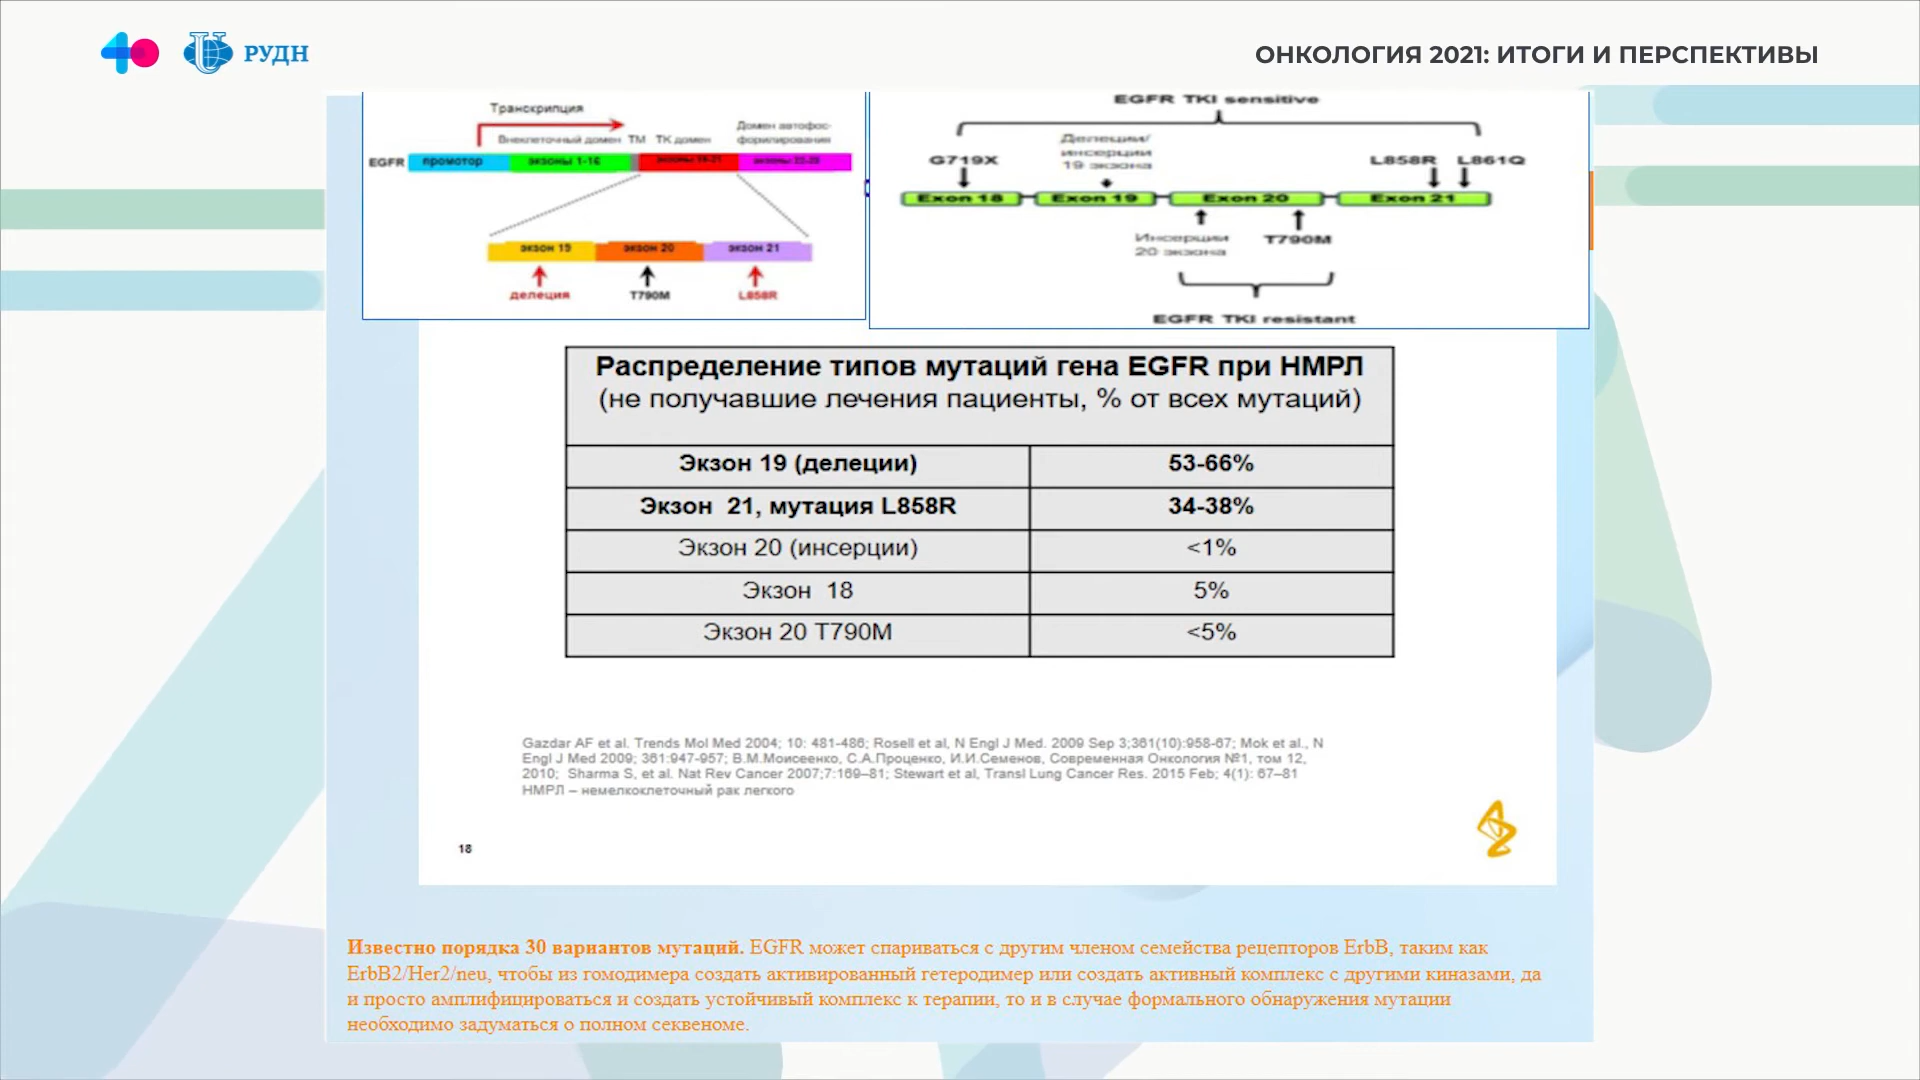 РУДН
ОНКОЛОГИЯ 2021: ИТОГИ И ПЕРСПЕКТИВЫ
Транскрипция
Внеклеточный домен ТМ ТК домен
Домен автофос-
форилирования
EGFR промотор экзоны 1-16
экзон 19 экзон 20 экзон 21
делеция T790M L858R
EGFR TKI sensitive
G719X
Делеции/
инсерции
19 экзона
L858R L861Q
Exon 18 Exon 19 Exon 20 Exon 21
Инсерции
20 экзона
T790M
EGFR TKI resistant
Распределение типов мутаций гена EGFR при НМРЛ
(не получавшие лечения пациенты, % от всех мутаций)
Экзон 19 (делеции) 53-66%
Экзон 21, мутация L858R 34-38%
Экзон 20 (инсерции) <1%
Экзон 18 5%
Экзон 20 T790M <5%
Gazdar AF et al. Trends Mol Med 2004; 10: 481-486; Rosell et al, N Engl J Med. 2009 Sep 3;361(10):958-67; Mok et al., N
Engl J Med 2009; 361:947-957; В.М.Моисеенко, С.А.Проценко, И.И.Семенов, Современная Онкология №1, том 12,
2010; Sharma S, et al. Nat Rev Cancer 2007;7:169–81; Stewart et al, Transl Lung Cancer Res. 2015 Feb; 4(1): 67–81
НМРЛ – немелкоклеточный рак легкого
18
Известно порядка 30 вариантов мутаций. EGFR может спариваться с другим членом семейства рецепторов ErbB, таким как
ErbB2/Her2/neu, чтобы из гомодимера создать активированный гетеродимер или создать активный комплекс с другими киназами, да
и просто амплифицироваться и создать устойчивый комплекс к терапии, то и в случае формального обнаружения мутации
необходимо задуматься о полном секвеноме.